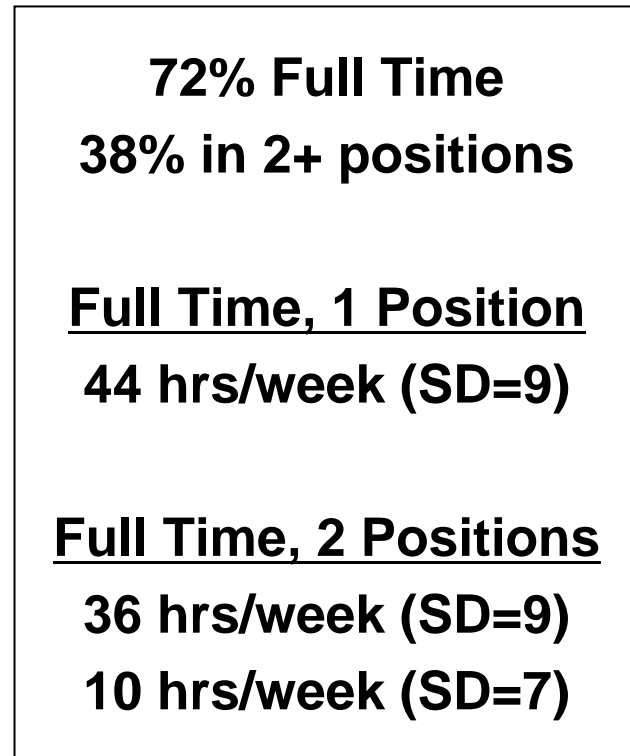 72% Full Time
38% in 2+ positions
Full Time, 1 Position
44 hrs/week (SD=9)
Full Time, 2 Positions
36 hrs/week (SD=9)
10 hrs/week (SD=7)